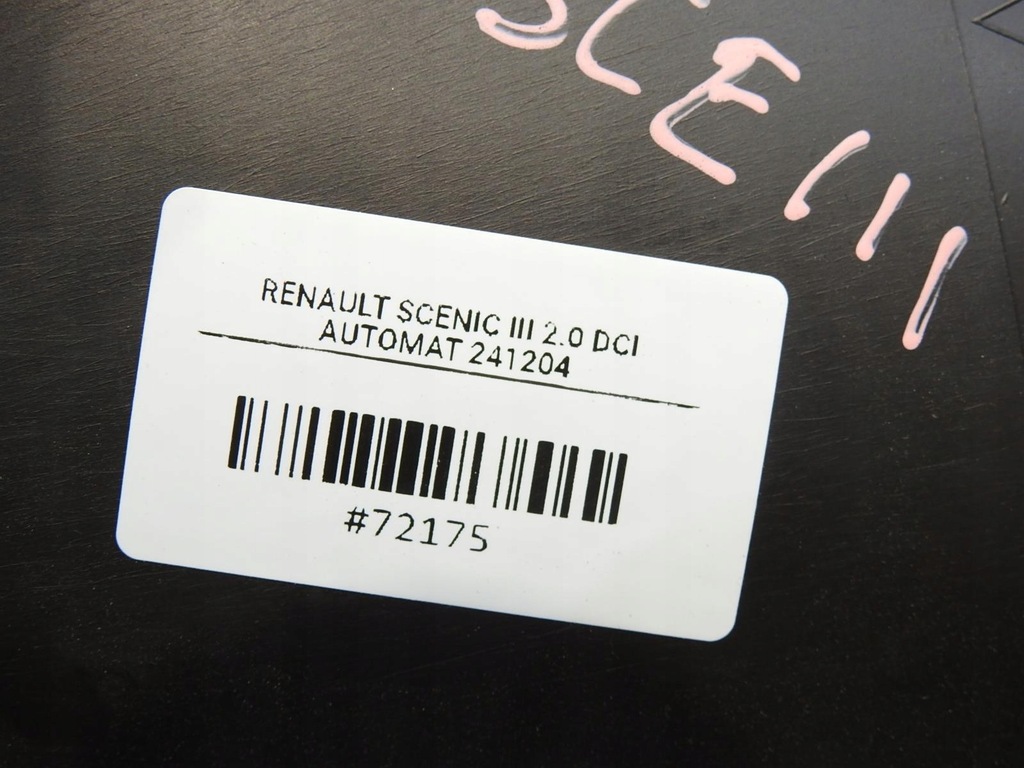 SCE III
RENAULT SCENIC III 2.0 DCI
AUTOMAT 241204
#72175